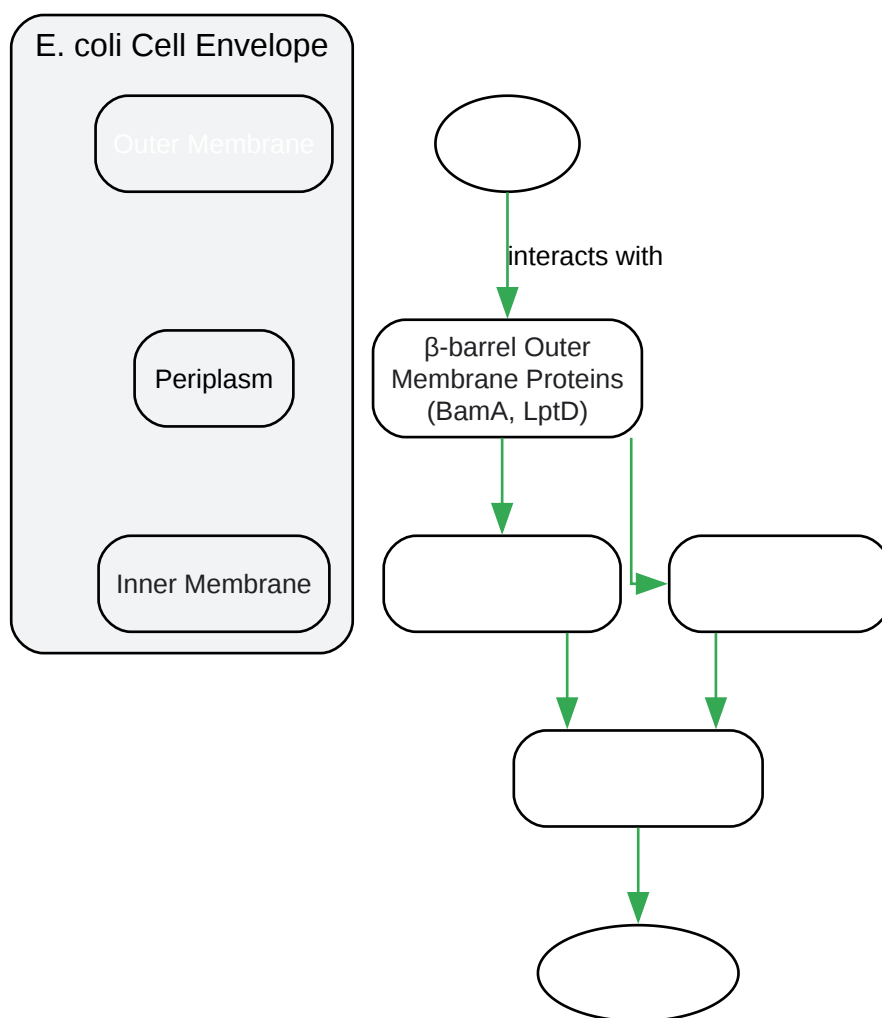 E. coli Cell Envelope
Outer Membrane
interacts with
β-barrel Outer
Membrane Proteins
(BamA, LptD)
Periplasm
Inner Membrane